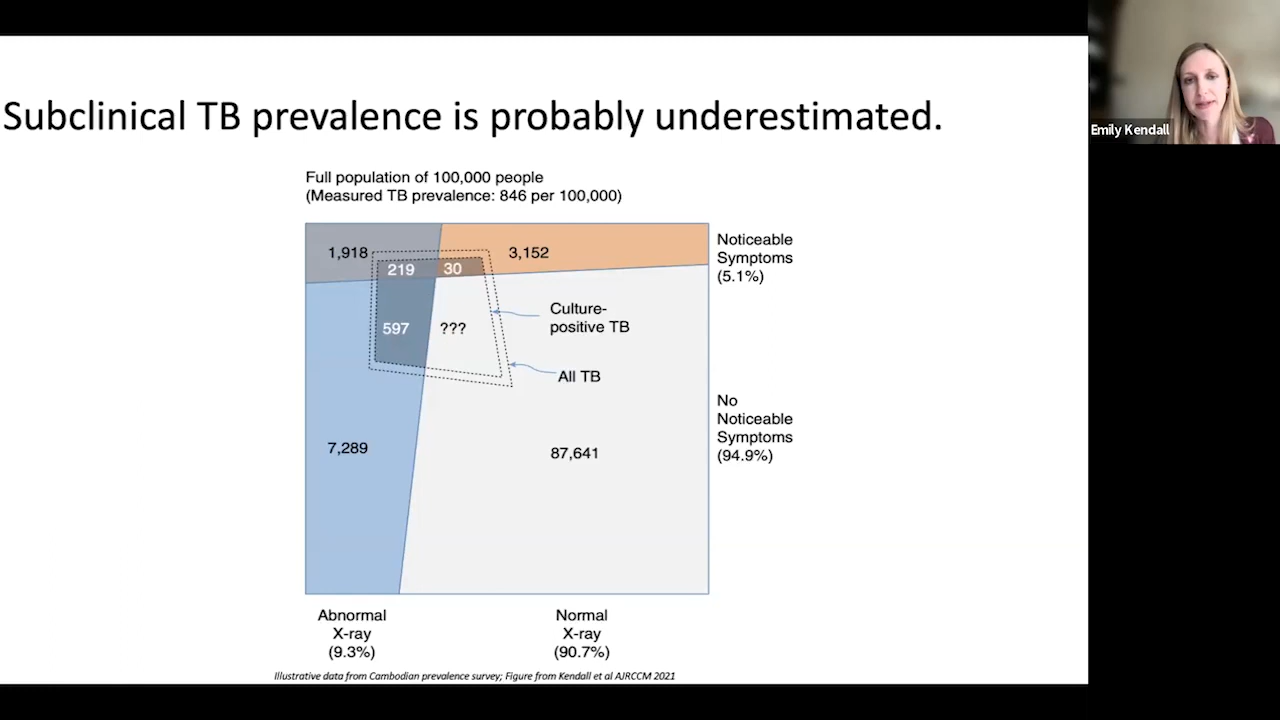 Subclinical TB prevalence is probably underestimated.
Emily Kendall
Full population of 100,000 people
(Measured TB prevalence: 846 per 100,000)
1,918
3,152
219
30
Noticeable
Symptoms
(5.1%)
597
???
Culture-
positive TB
All TB
No
Noticeable
Symptoms
(94.9%)
7,289
87,641
Abnormal
X-ray
(9.3%)
Normal
X-ray
(90.7%)
Illustrative data from Cambodian prevalence survey; Figure from Kendall et al AJRCCM 2021